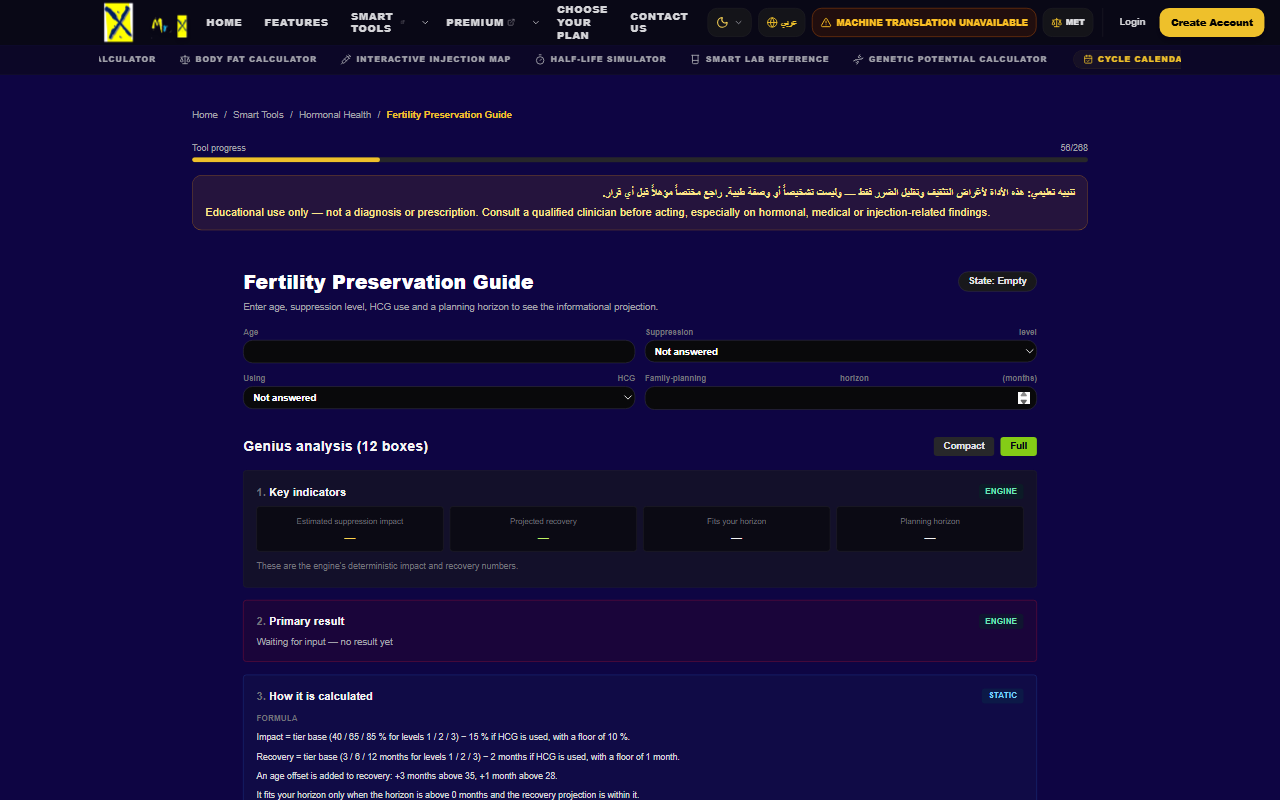 HOME
FEATURES
SMART TOOLS
PREMIUM
CHOOSE YOUR PLAN
CONTACT US
عربي
MACHINE TRANSLATION UNAVAILABLE
MET
Login
Create Account
ALCULATOR
BODY FAT CALCULATOR
INTERACTIVE INJECTION MAP
HALF-LIFE SIMULATOR
SMART LAB REFERENCE
GENETIC POTENTIAL CALCULATOR
CYCLE CALENDA
Home / Smart Tools / Hormonal Health / Fertility Preservation Guide
Tool progress 56/268
تنبيه تعليمي: هذه الأداة لأغراض التثقيف وتقليل الضرر فقط — وليست تشخيصاً أو وصفة طبية. راجع مختصاً مؤهلاً قبل أي قرار.
Educational use only — not a diagnosis or prescription. Consult a qualified clinician before acting, especially on hormonal, medical or injection-related findings.
Fertility Preservation Guide
State: Empty
Enter age, suppression level, HCG use and a planning horizon to see the informational projection.
Age
Suppression level
Not answered
Using HCG
Not answered
Family-planning horizon (months)
Genius analysis (12 boxes)
Compact Full
1. Key indicators ENGINE
Estimated suppression impact
—
Projected recovery
—
Fits your horizon
—
Planning horizon
—
These are the engine's deterministic impact and recovery numbers.
2. Primary result ENGINE
Waiting for input — no result yet
3. How it is calculated STATIC
FORMULA
Impact = tier base (40 / 65 / 85 % for levels 1 / 2 / 3) − 15 % if HCG is used, with a floor of 10 %.
Recovery = tier base (3 / 6 / 12 months for levels 1 / 2 / 3) − 2 months if HCG is used, with a floor of 1 month.
An age offset is added to recovery: +3 months above 35, +1 month above 28.
It fits your horizon only when the horizon is above 0 months and the recovery projection is within it.